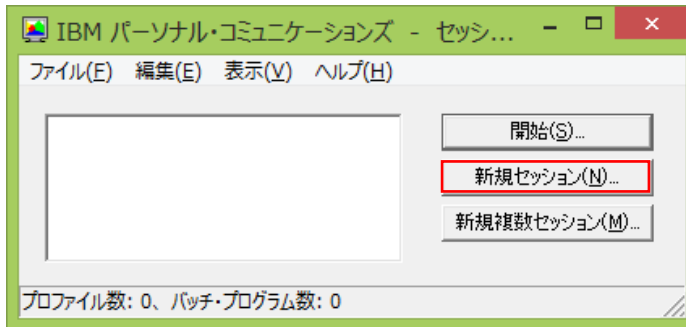 IBM パーソナル・コミュニケーションズ - セッシ...
ファイル(F) 編集(E) 表示(V) ヘルプ(H)
開始(S)...
新規セッション(N)...
新規複数セッション(M)...
プロファイル数: 0、バッチ・プログラム数: 0